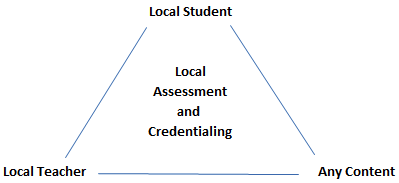 Local Student
Local
Assessment
and
Credentialing
Local Teacher
Any Content